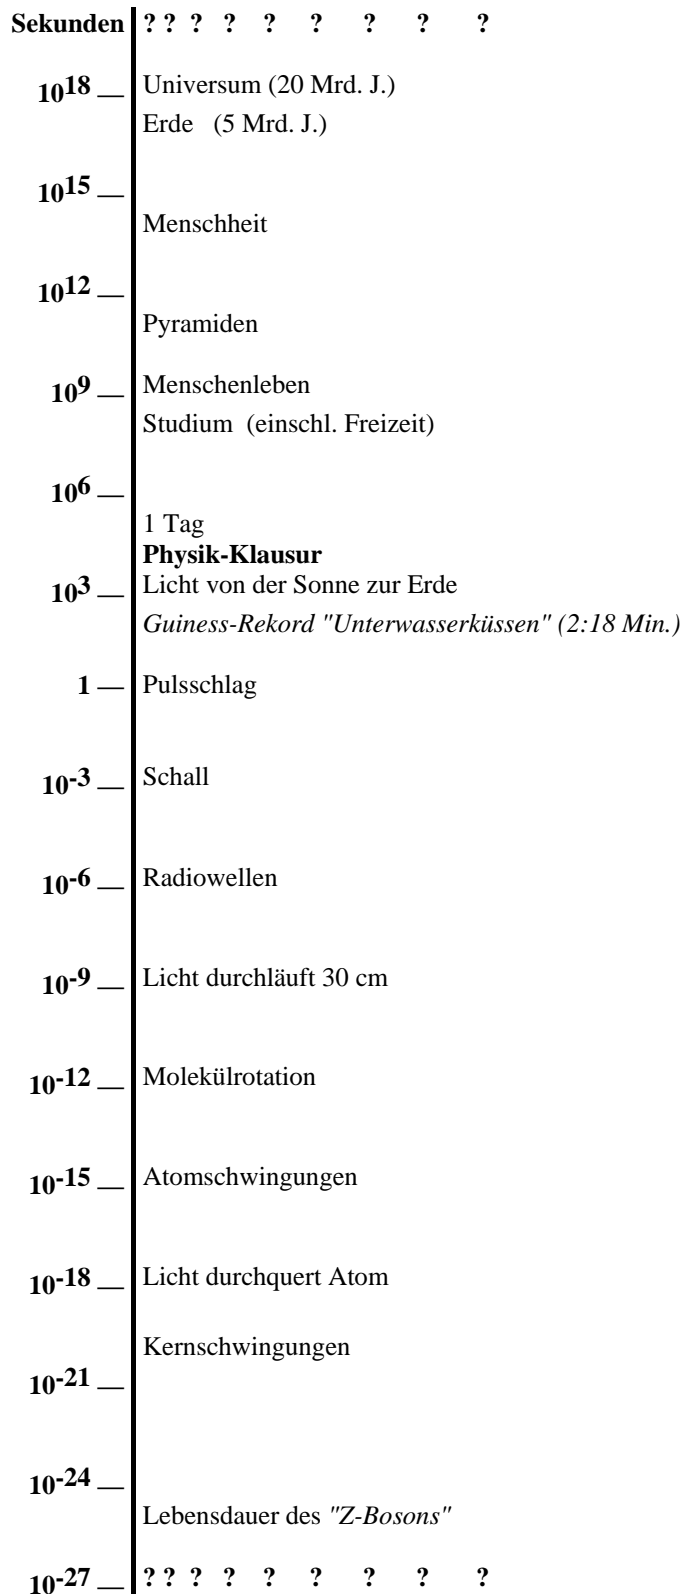 Sekunden ? ? ? ? ? ? ? ? ?
10^18 Universum (20 Mrd. J.)
Erde (5 Mrd. J.)
10^15
Menschheit
10^12
Pyramiden
10^9 Menschenleben
Studium (einschl. Freizeit)
10^6
1 Tag
Physik-Klausur
10^3 Licht von der Sonne zur Erde
Guiness-Rekord "Unterwasserküssen" (2:18 Min.)
1 Pulsschlag
10^-3 Schall
10^-6 Radiowellen
10^-9 Licht durchläuft 30 cm
10^-12 Molekülrotation
10^-15 Atomschwingungen
10^-18 Licht durchquert Atom
Kernschwingungen
10^-21
10^-24
Lebensdauer des "Z-Bosons"
10^-27 ? ? ? ? ? ? ? ? ?